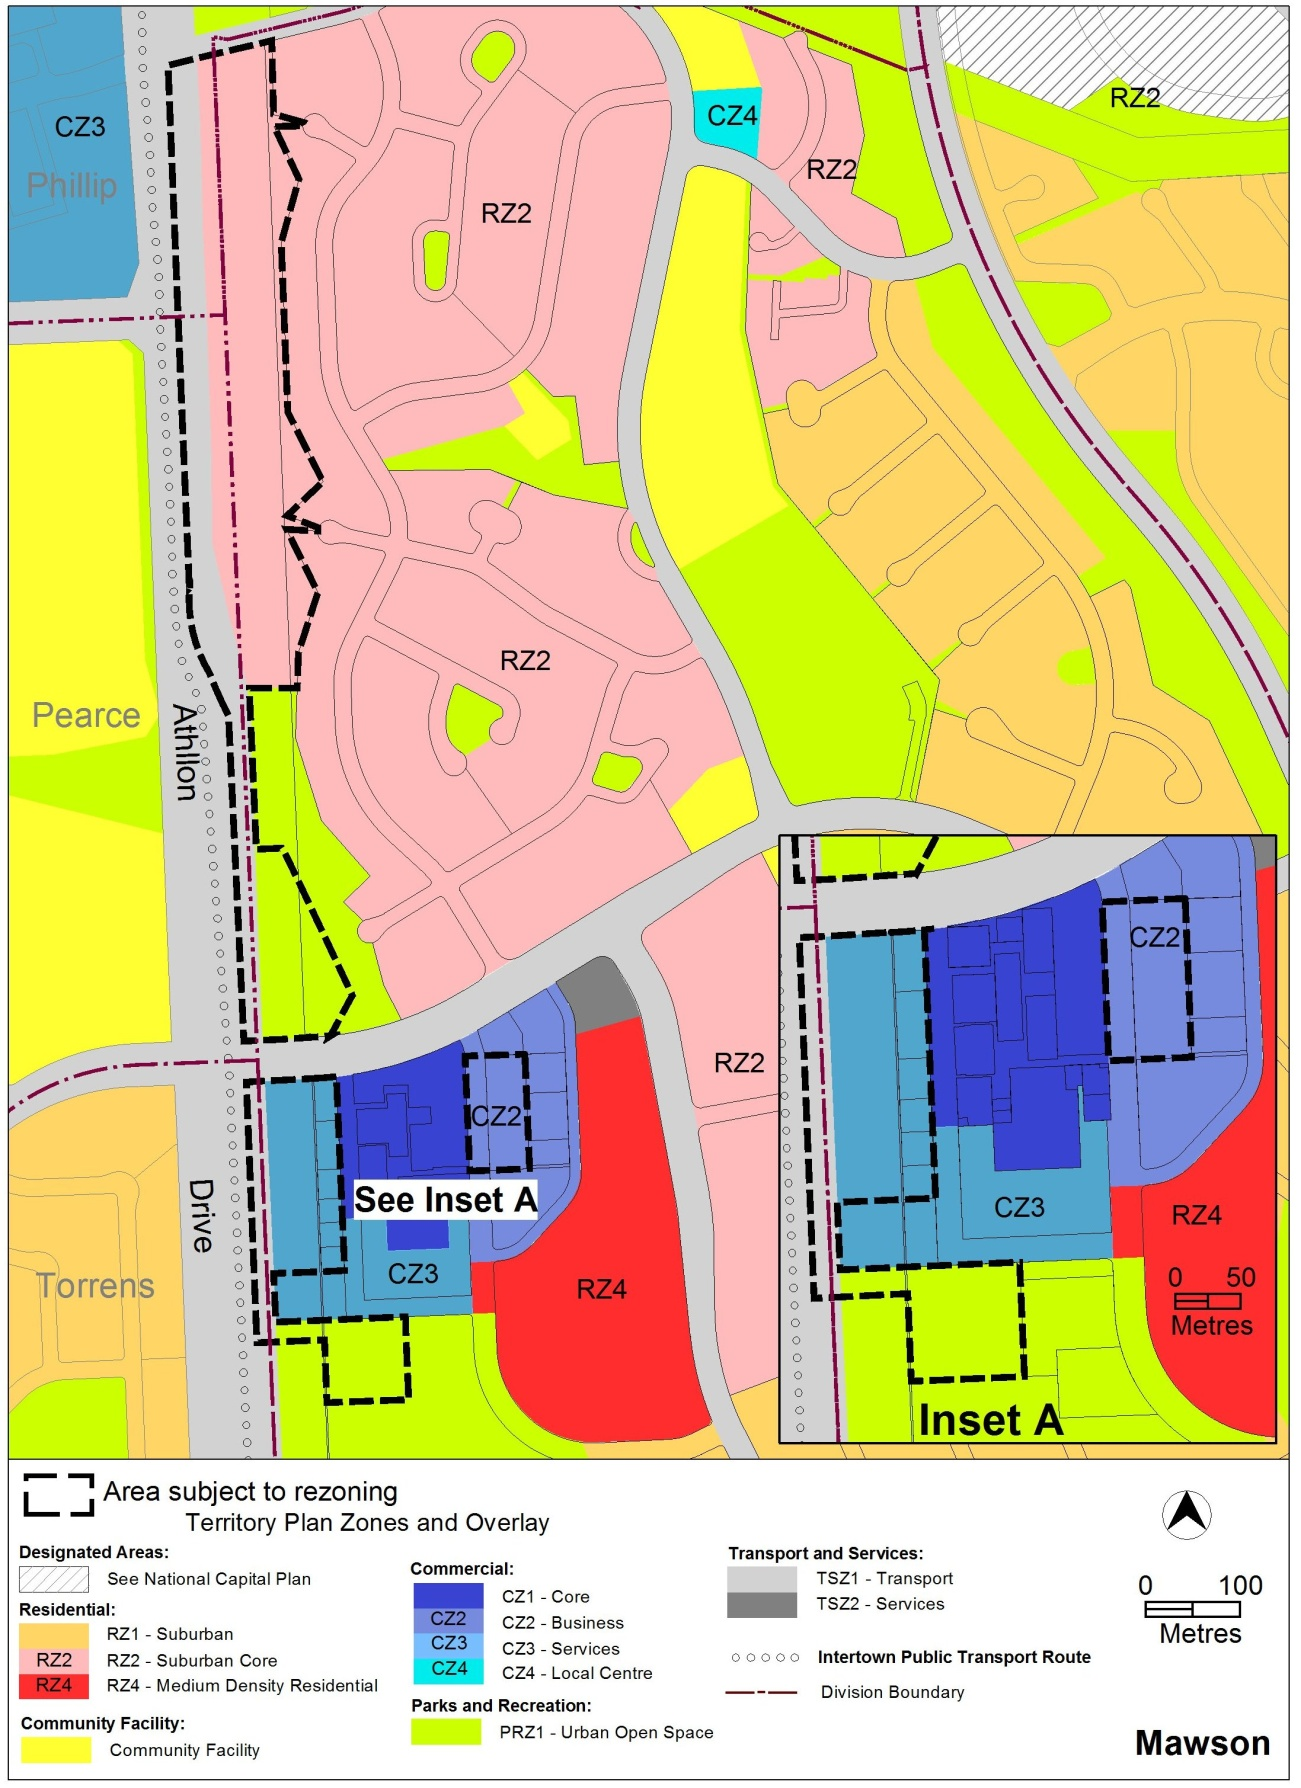 CZ4
RZ2
CZ3
RZ2
Phillip
RZ2
RZ2
Pearce
Athllon
CZ2
RZ2
CZ2
See Inset A
Drive
CZ3
RZ4
CZ3
RZ4
Torrens
0 50
Metres
Inset A
Area subject to rezoning
Territory Plan Zones and Overlay
Designated Areas:
See National Capital Plan
Residential:
RZ1 - Suburban
RZ2 RZ2 - Suburban Core
RZ4 RZ4 - Medium Density Residential
Community Facility:
Community Facility
Commercial:
CZ1 - Core
CZ2 CZ2 - Business
CZ3 CZ3 - Services
CZ4 CZ4 - Local Centre
Parks and Recreation:
PRZ1 - Urban Open Space
Transport and Services:
TSZ1 - Transport
TSZ2 - Services
Intertown Public Transport Route
Division Boundary
0 100
Metres
Mawson